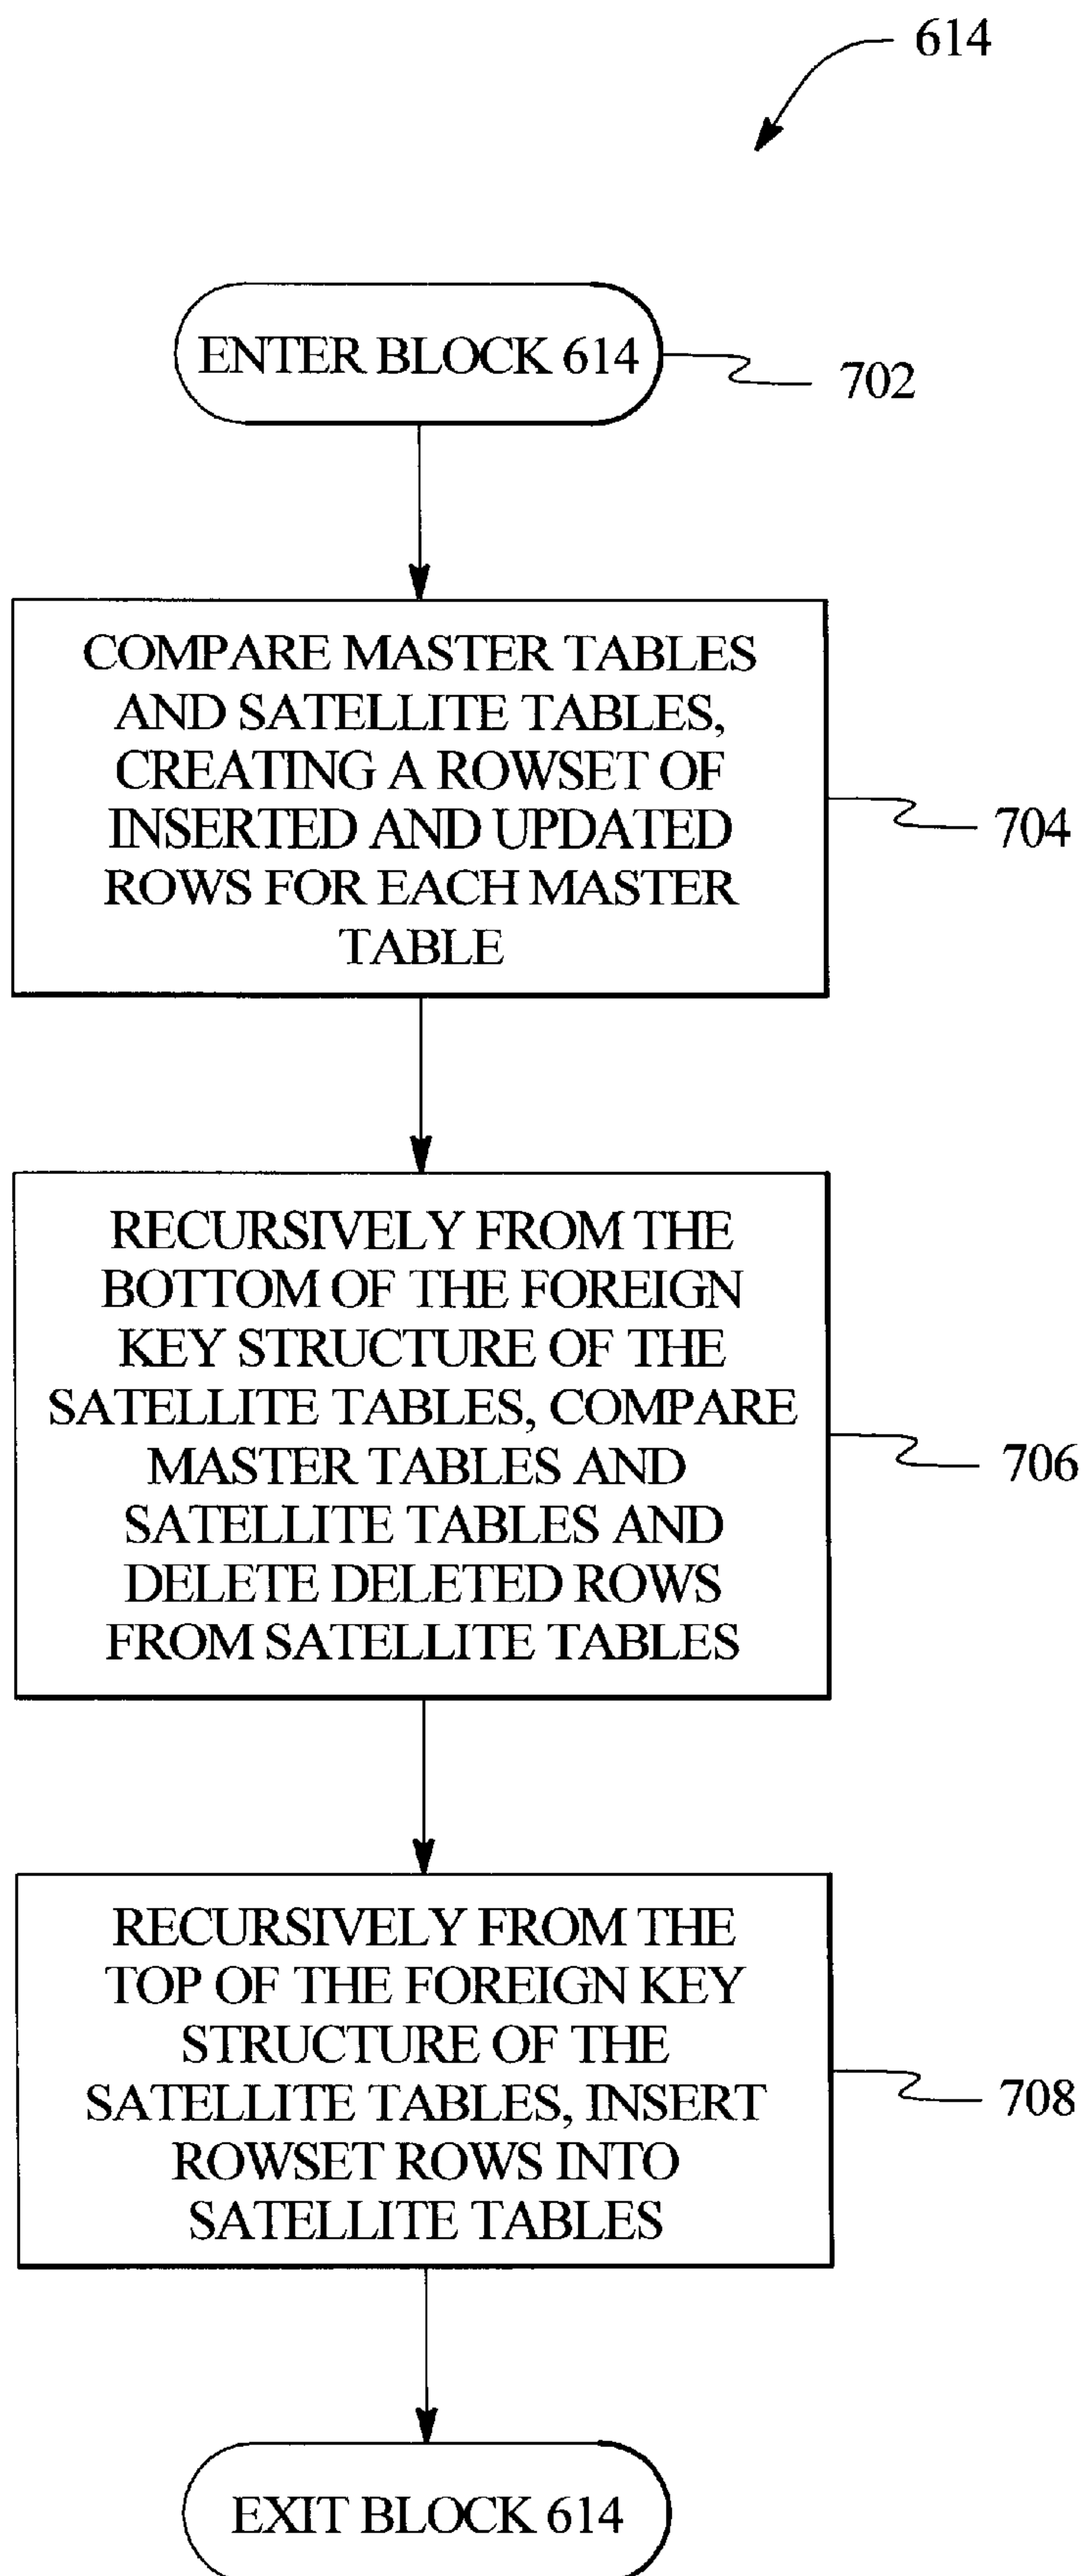 614
ENTER BLOCK 614
702
COMPARE MASTER TABLES
AND SATELLITE TABLES,
CREATING A ROWSET OF
INSERTED AND UPDATED
ROWS FOR EACH MASTER
TABLE
704
RECURSIVELY FROM THE
BOTTOM OF THE FOREIGN
KEY STRUCTURE OF THE
SATELLITE TABLES, COMPARE
MASTER TABLES AND
SATELLITE TABLES AND
DELETE DELETED ROWS
FROM SATELLITE TABLES
706
RECURSIVELY FROM THE
TOP OF THE FOREIGN KEY
STRUCTURE OF THE
SATELLITE TABLES, INSERT
ROWSET ROWS INTO
SATELLITE TABLES
708
EXIT BLOCK 614